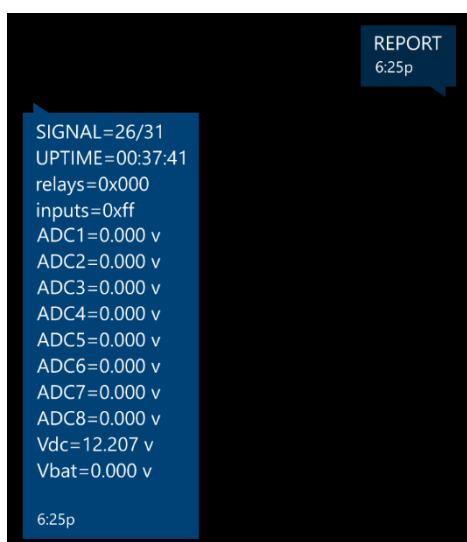 REPORT
6:25p
SIGNAL=26/31
UPTIME=00:37:41
relays=0x000
inputs=0xff
ADC1=0.000 v
ADC2=0.000 v
ADC3=0.000 v
ADC4=0.000 v
ADC5=0.000 v
ADC6=0.000 v
ADC7=0.000 v
ADC8=0.000 v
Vdc=12.207 v
Vbat=0.000 v
6:25p